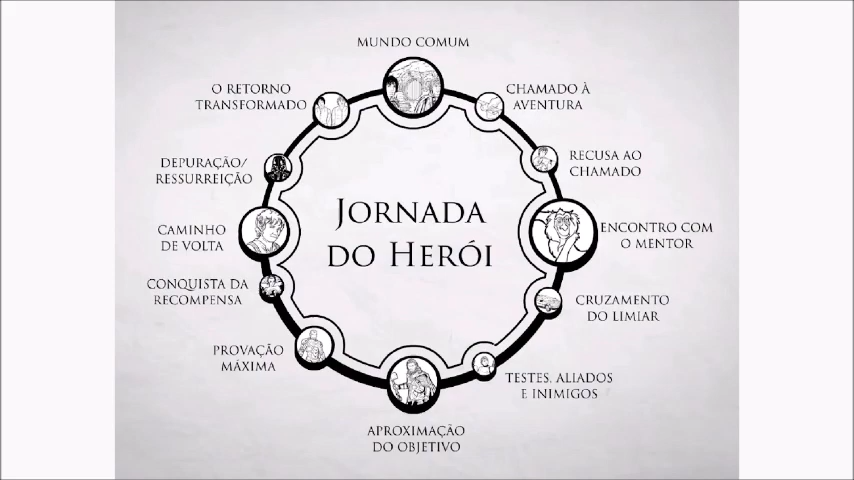 MUNDO COMUM
CHAMADO À
AVENTURA
RECUSA AO
CHAMADO
ENCONTRO COM
O MENTOR
CRUZAMENTO
DO LIMIAR
TESTES, ALIADOS
E INIMIGOS
APROXIMAÇÃO
DO OBJETIVO
PROVAÇÃO
MÁXIMA
CONQUISTA DA
RECOMPENSA
CAMINHO
DE VOLTA
DEPURAÇÃO/
RESSURREIÇÃO
O RETORNO
TRANSFORMADO
JORNADA
DO HERÓI